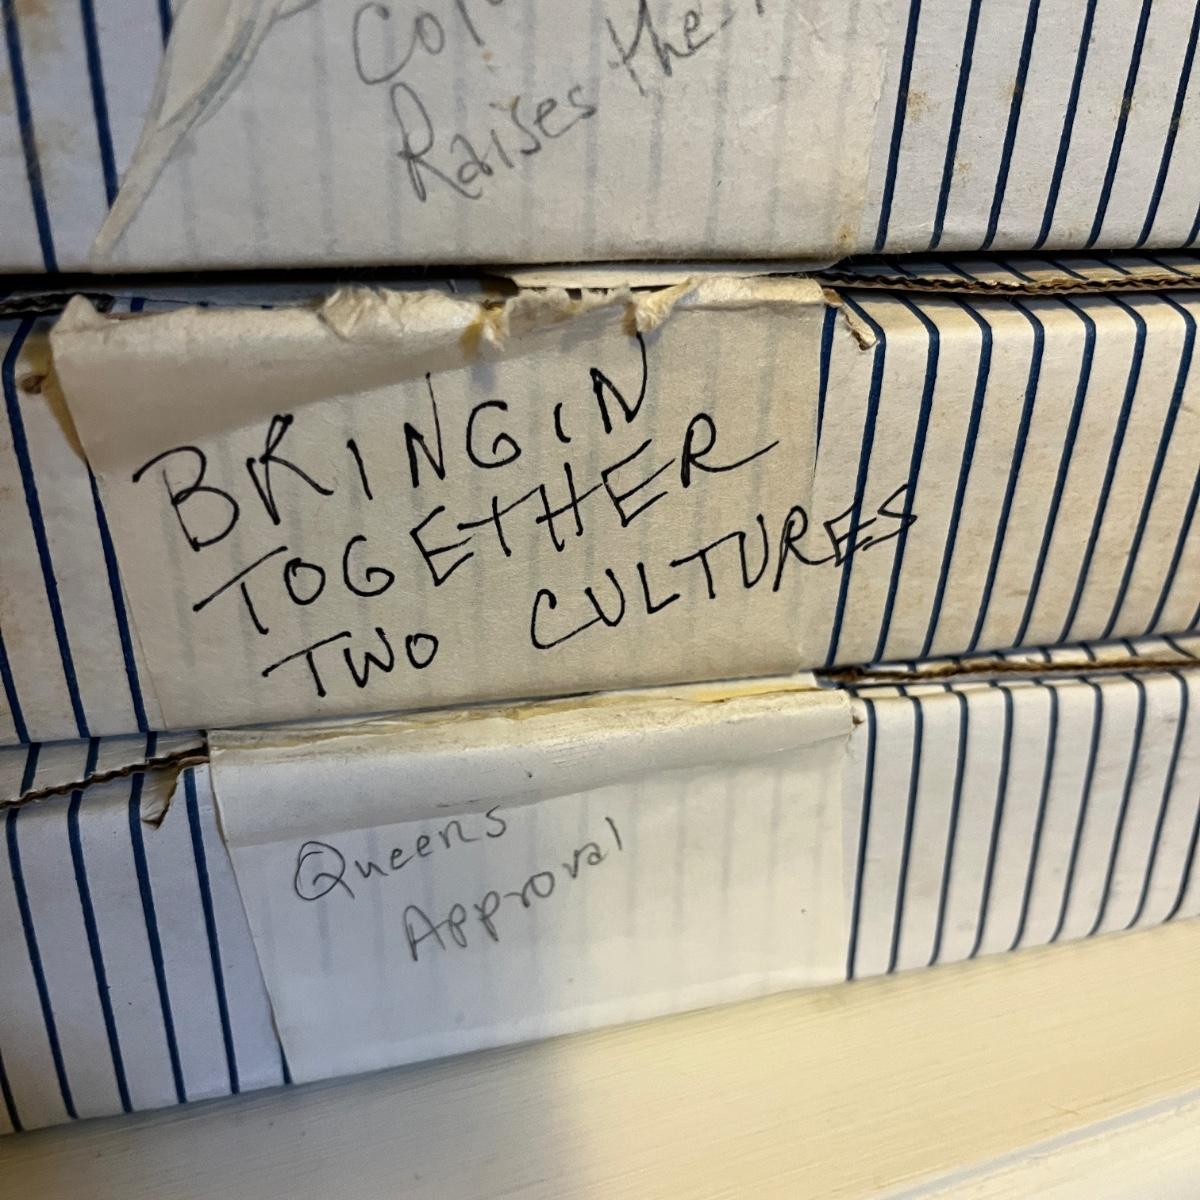 Raises the
BRINGIN
TOGETHER
TWO CULTURES
Queens
Approval